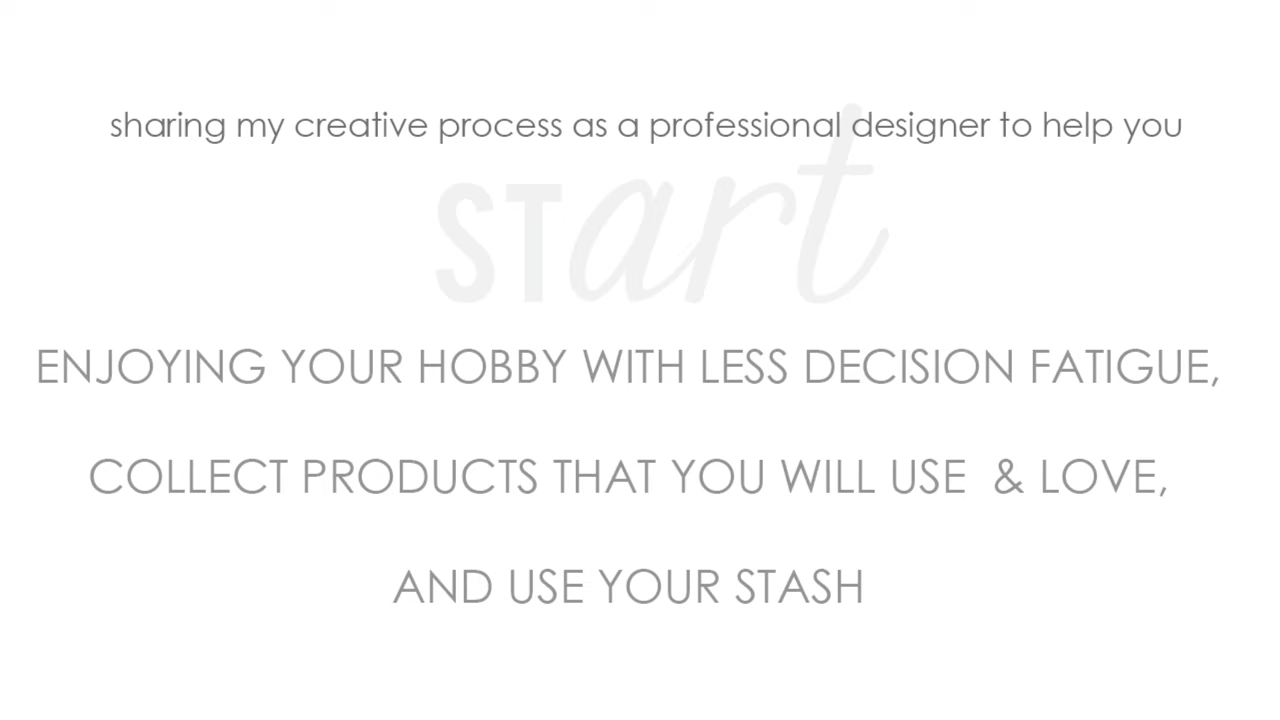 sharing my creative process as a professional designer to help you
START
ENJOYING YOUR HOBBY WITH LESS DECISION FATIGUE,
COLLECT PRODUCTS THAT YOU WILL USE & LOVE,
AND USE YOUR STASH